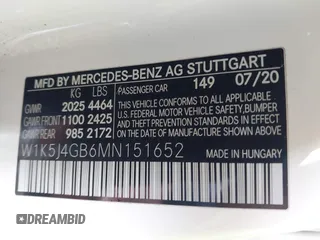 MFD BY MERCEDES-BENZ AG STUTTGART
KG LBS PASSENGER CAR 149 07/20
GVWR 2025 4464
GAWR FRONT 1100 2425
GAWR REAR 985 2172
THIS VEHICLE CONFORMS TO ALL APPLICABLE
U.S. FEDERAL MOTOR VEHICLE SAFETY, BUMPER,
AND THEFT PREVENTION STANDARDS IN EFFECT
ON THE DATE OF MANUFACTURE SHOWN ABOVE.
W1K5J4GB6MN151652
MADE IN HUNGARY
DREAMBID